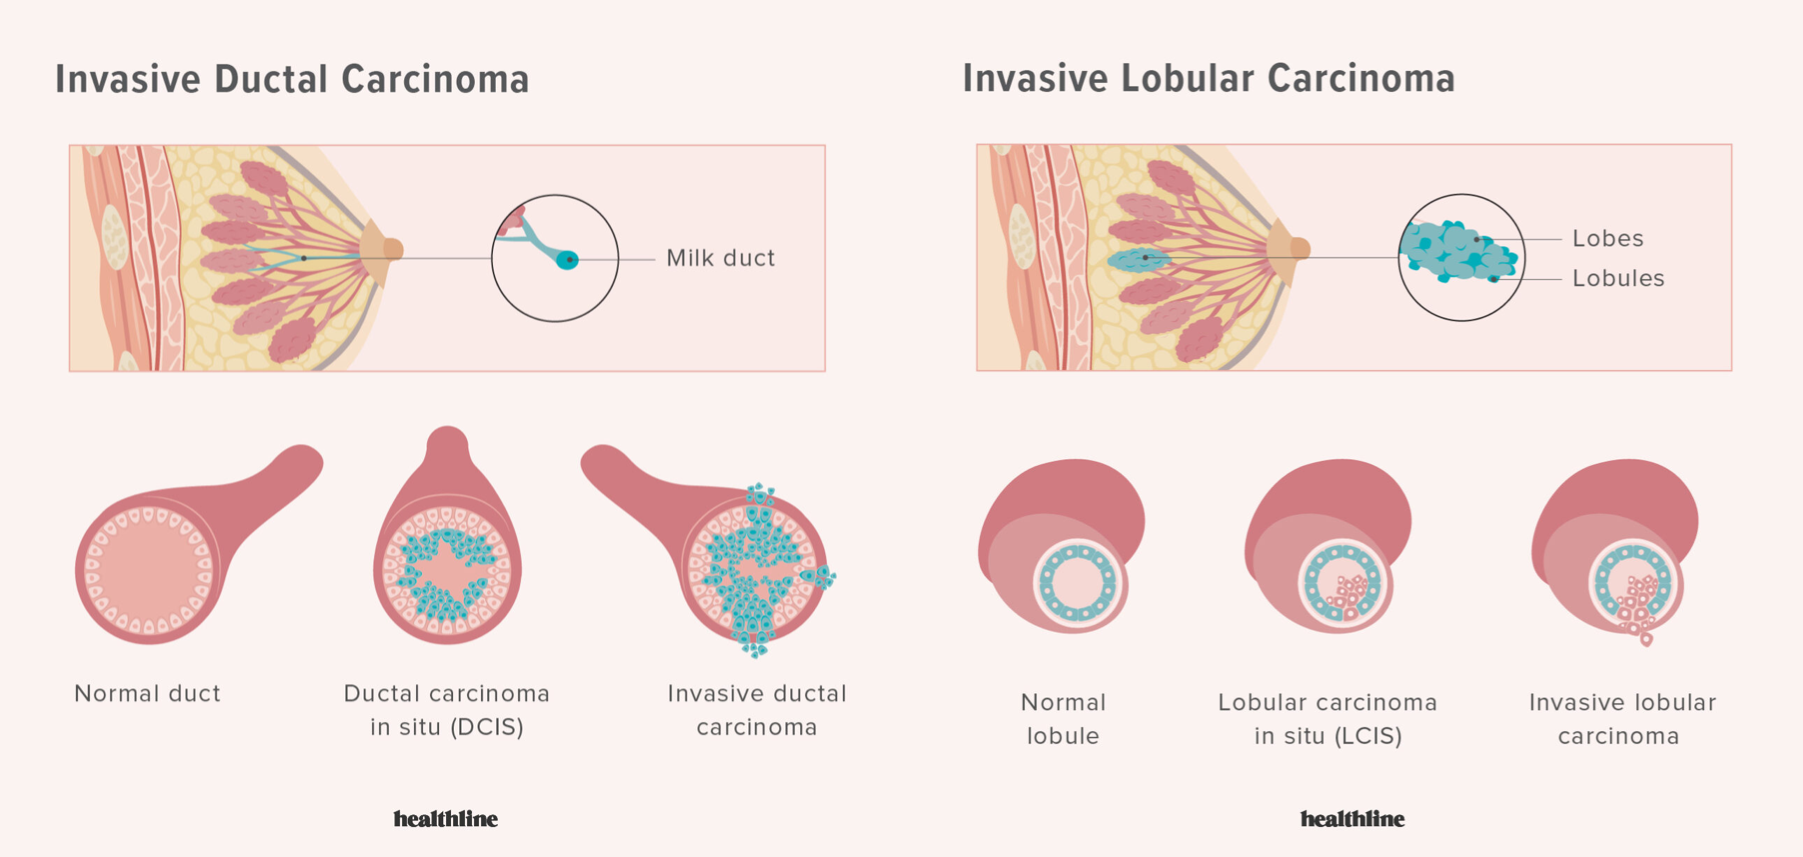 Invasive Ductal Carcinoma
Milk duct
Normal duct
Ductal carcinoma
in situ (DCIS)
Invasive ductal
carcinoma
healthline
Invasive Lobular Carcinoma
Lobes
Lobules
Normal
lobule
Lobular carcinoma
in situ (LCIS)
Invasive lobular
carcinoma
healthline